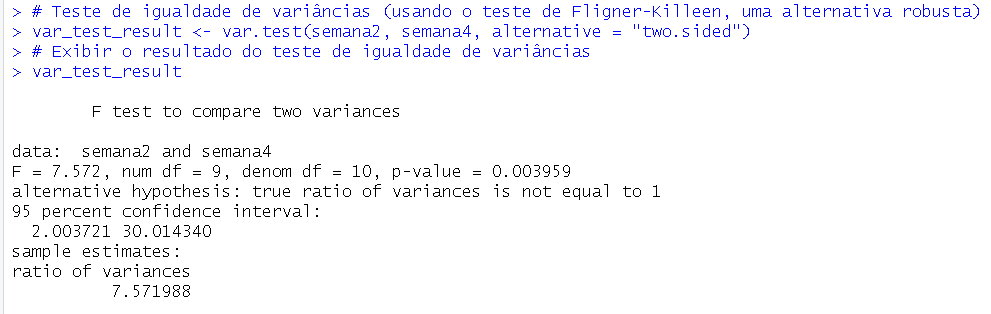 > # Teste de igualdade de variâncias (usando o teste de Fligner-Killeen, uma alternativa robusta)
> var_test_result <- var.test(semana2, semana4, alternative = "two.sided")
> # Exibir o resultado do teste de igualdade de variâncias
> var_test_result
F test to compare two variances
data:  semana2 and semana4
F = 7.572, num df = 9, denom df = 10, p-value = 0.003959
alternative hypothesis: true ratio of variances is not equal to 1
95 percent confidence interval:
2.003721 30.014340
sample estimates:
ratio of variances
7.571988